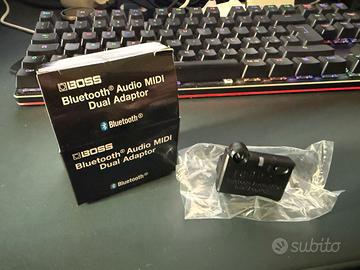 BOSS
Bluetooth® Audio MIDI
Dual Adaptor
Bluetooth®
BOSS
Bluetooth® Audio MIDI
Dual Adaptor
Bluetooth®
subito